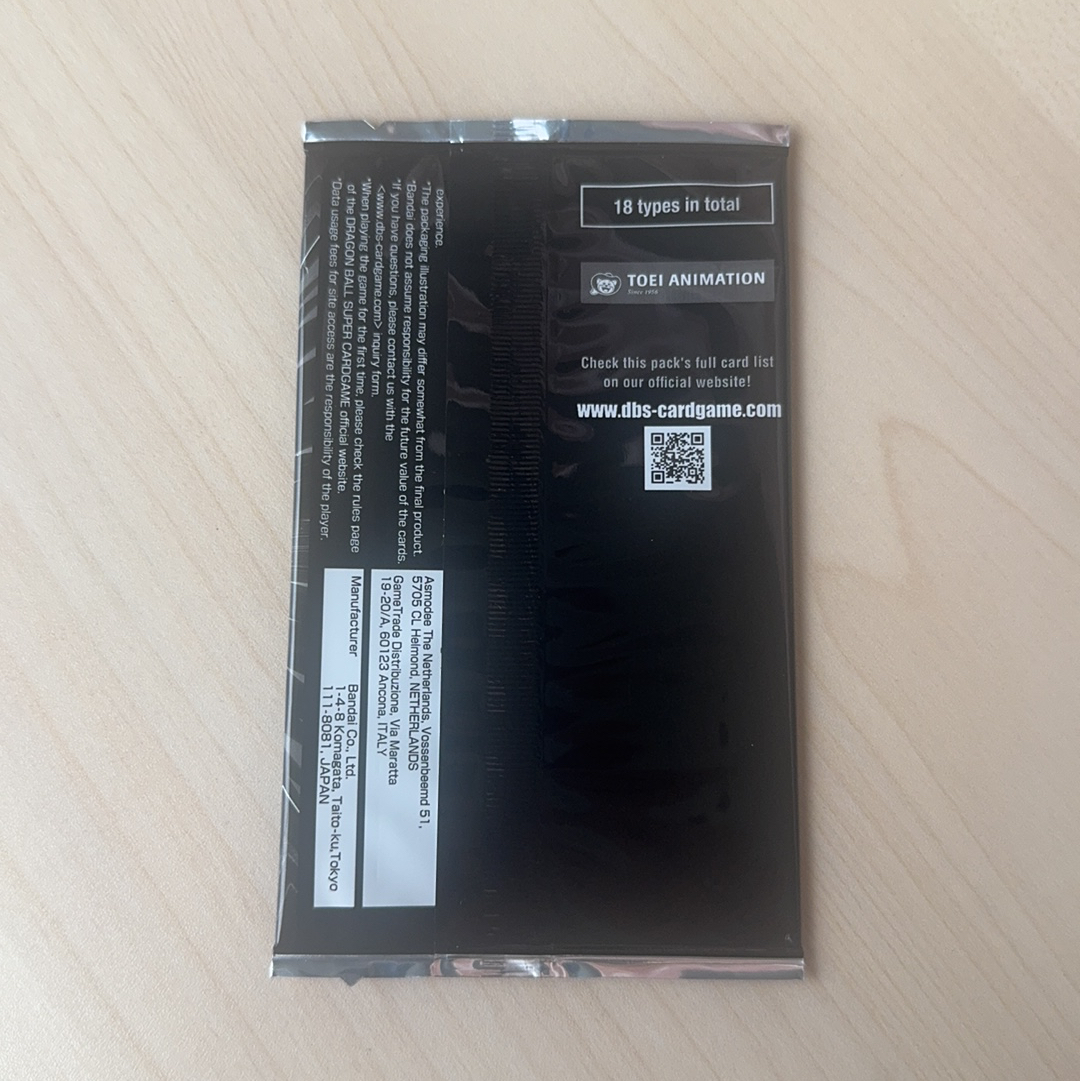 18 types in total
TOEI ANIMATION
Since 1956
Check this pack's full card list
on our official website!
www.dbs-cardgame.com
experience.
*The packaging illustration may differ somewhat from the final product.
*Bandai does not assume responsibility for the future value of the cards.
*If you have questions, please contact us with the
<www.dbs-cardgame.com> inquiry form.
*When playing the game for the first time, please check the rules page
of the DRAGON BALL SUPER CARDGAME official website.
*Data usage fees for site access are the responsibility of the player.
Asmodee The Netherlands, Vossenbeemd 51,
5705 CL Helmond, NETHERLANDS
GameTrade Distribuzione, Via Maratta
19-20/A, 60123 Ancona, ITALY
Manufacturer Bandai Co., Ltd.
1-4-8 Komagata, Taito-ku,Tokyo
111-8081, JAPAN